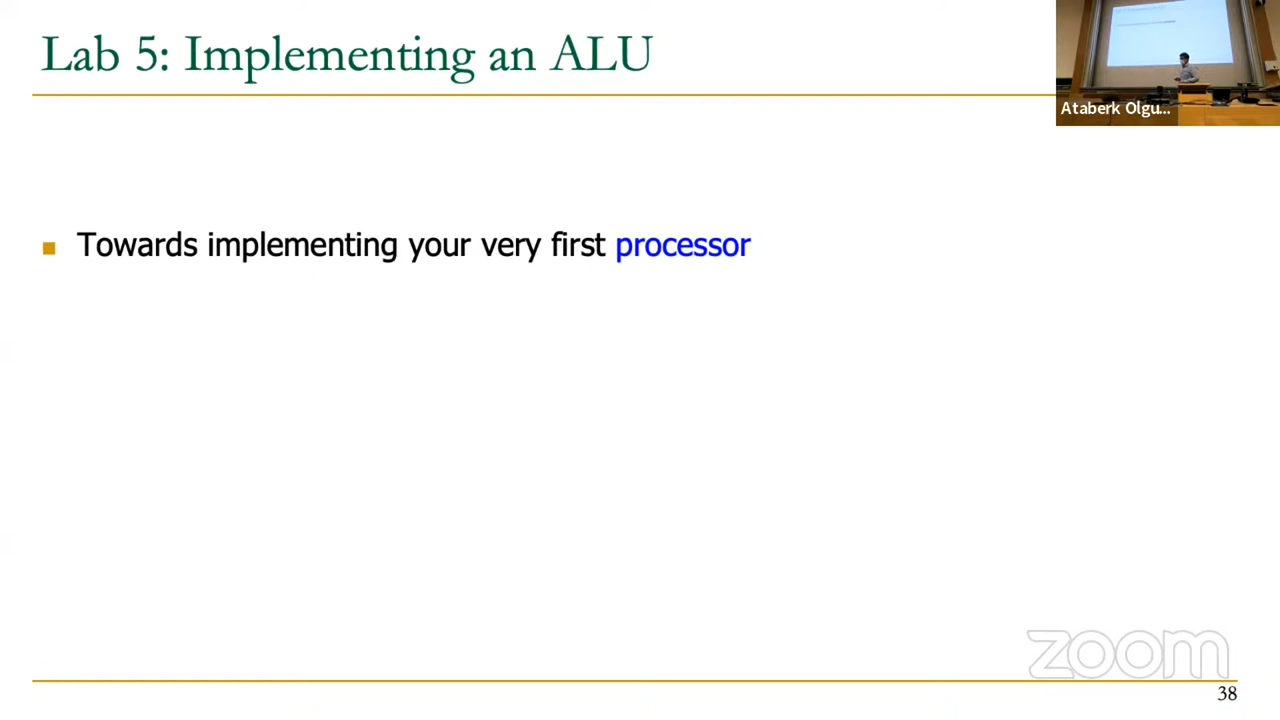 Lab 5: Implementing an ALU
Ataberk Olgu...
Towards implementing your very first processor
zoom
38